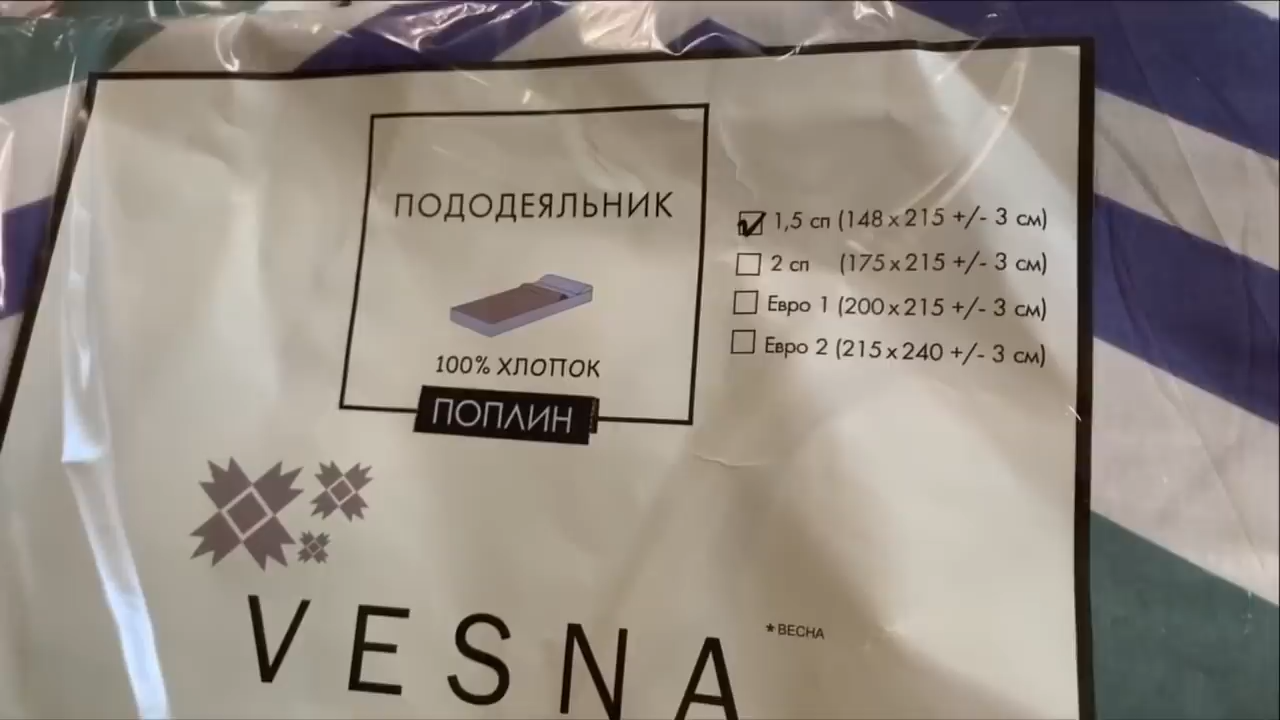 ПОДОДЕЯЛЬНИК
100% ХЛОПОК
ПОПЛИН
1,5 сп (148 х 215 +/- 3 см)
2 сп (175 х 215 +/- 3 см)
Евро 1 (200 х 215 +/- 3 см)
Евро 2 (215 х 240 +/- 3 см)
VESNA
*ВЕСНА